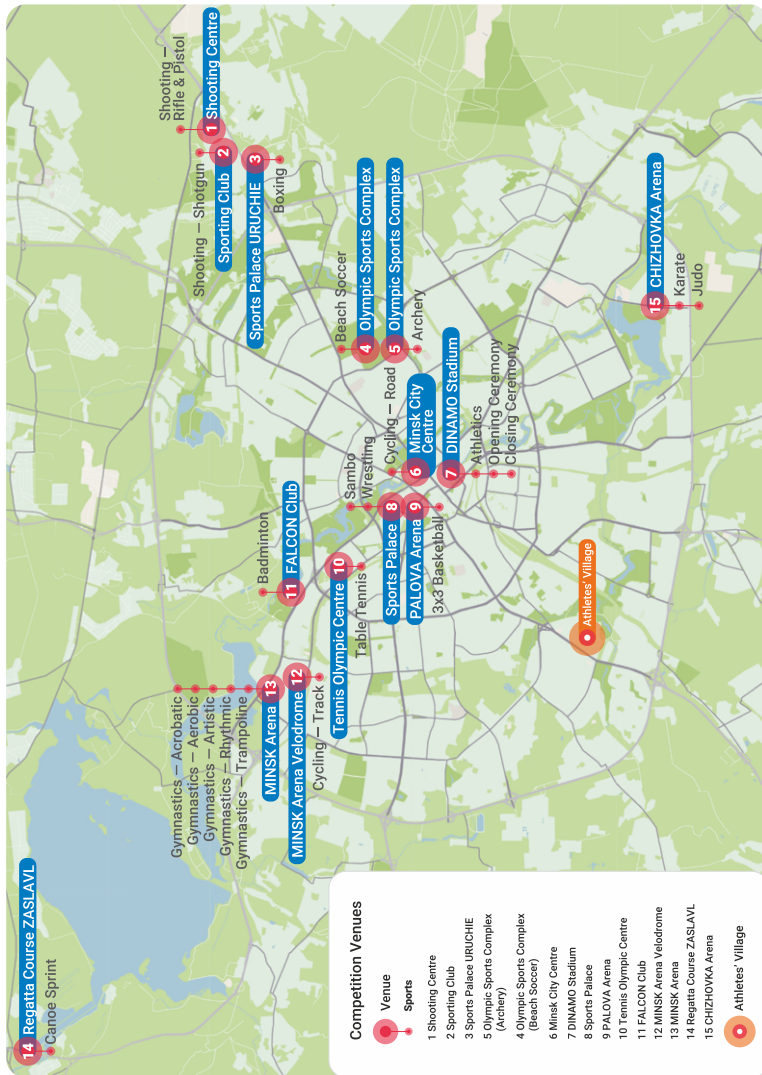 14 Regatta Course ZASLAVL
Canoe Sprint
Gymnastics — Acrobatic
Gymnastics — Aerobic
Gymnastics — Artistic
Gymnastics — Rhythmic
Gymnastics — Trampoline
MINSK Arena 13
MINSK Arena Velodrome 12
Cycling — Track
Badminton
11 FALCON Club
Tennis Olympic Centre 10
Table Tennis
Sambo
Wrestling
Sports Palace 8
PALOVA Arena 9
3x3 Basketball
Cycling — Road
6 Minsk City
Centre
7 DINAMO Stadium
Athletics
Opening Ceremony
Closing Ceremony
Beach Soccer
4 Olympic Sports Complex
5 Olympic Sports Complex
Archery
Shooting —
Rifle & Pistol
1 Shooting Centre
Shooting — Shotgun
Sporting Club 2
Sports Palace URUCHIE 3
Boxing
15 CHIZHOVKA Arena
Karate
Judo
Athletes' Village
Competition Venues
Venue
Sports
1 Shooting Centre
2 Sporting Club
3 Sports Palace URUCHIE
5 Olympic Sports Complex
(Archery)
4 Olympic Sports Complex
(Beach Soccer)
6 Minsk City Centre
7 DINAMO Stadium
8 Sports Palace
9 PALOVA Arena
10 Tennis Olympic Centre
11 FALCON Club
12 MINSK Arena Velodrome
13 MINSK Arena
14 Regatta Course ZASLAVL
15 CHIZHOVKA Arena
Athletes' Village